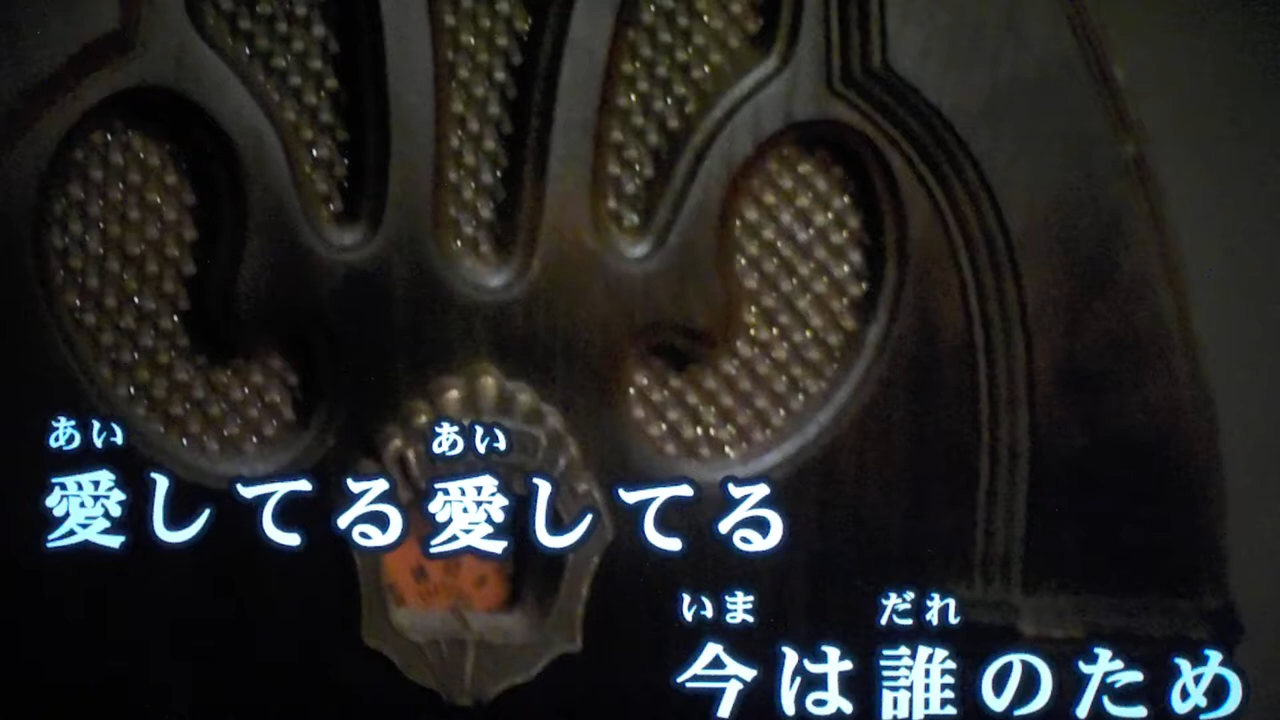 あい あい
愛してる愛してる
いま だれ
今は誰のため